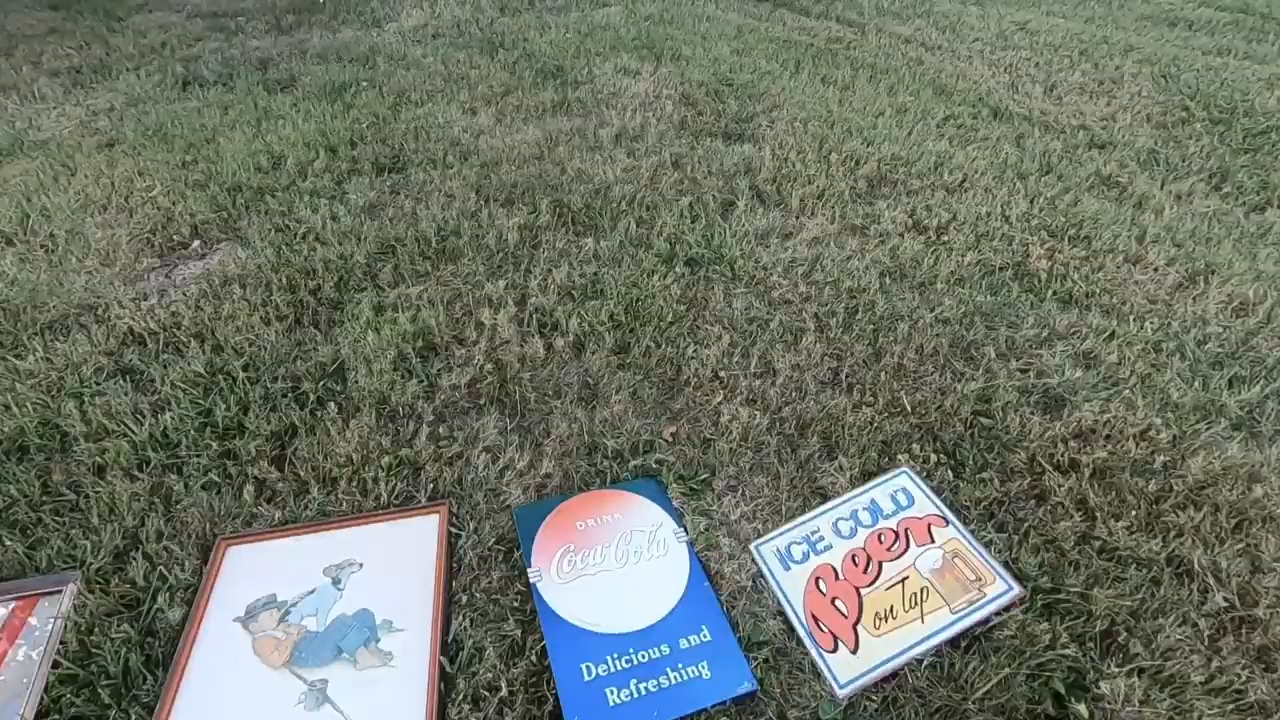 DRINK
Coca-Cola
Delicious and
Refreshing
ICE COLD
Beer
on Tap